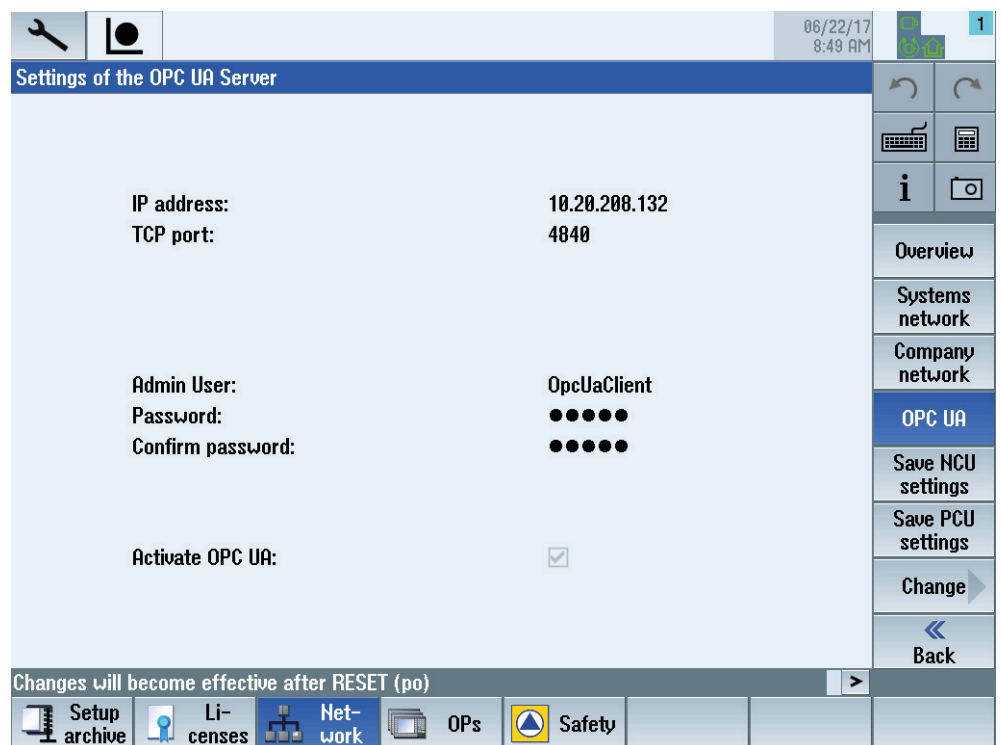 06/22/17
8:49 AM
1
Settings of the OPC UA Server
IP address: 10.20.208.132
TCP port: 4840
Admin User: OpcUaClient
Password: ●●●●●
Confirm password: ●●●●●
Activate OPC UA:
i
Overview
Systems
network
Company
network
OPC UA
Save NCU
settings
Save PCU
settings
Change
Back
Changes will become effective after RESET (po)
>
Setup
archive
Li-
censes
Net-
work
OPs
Safety